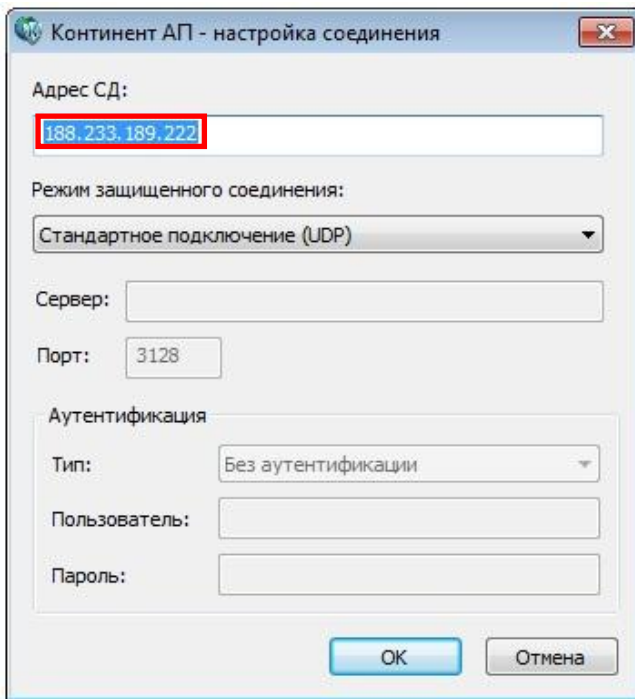 Континент АП - настройка соединения
Адрес СД:
188.233.189.222
Режим защищенного соединения:
Стандартное подключение (UDP)
Сервер:
Порт: 3128
Аутентификация
Тип: Без аутентификации
Пользователь:
Пароль:
OK Отмена